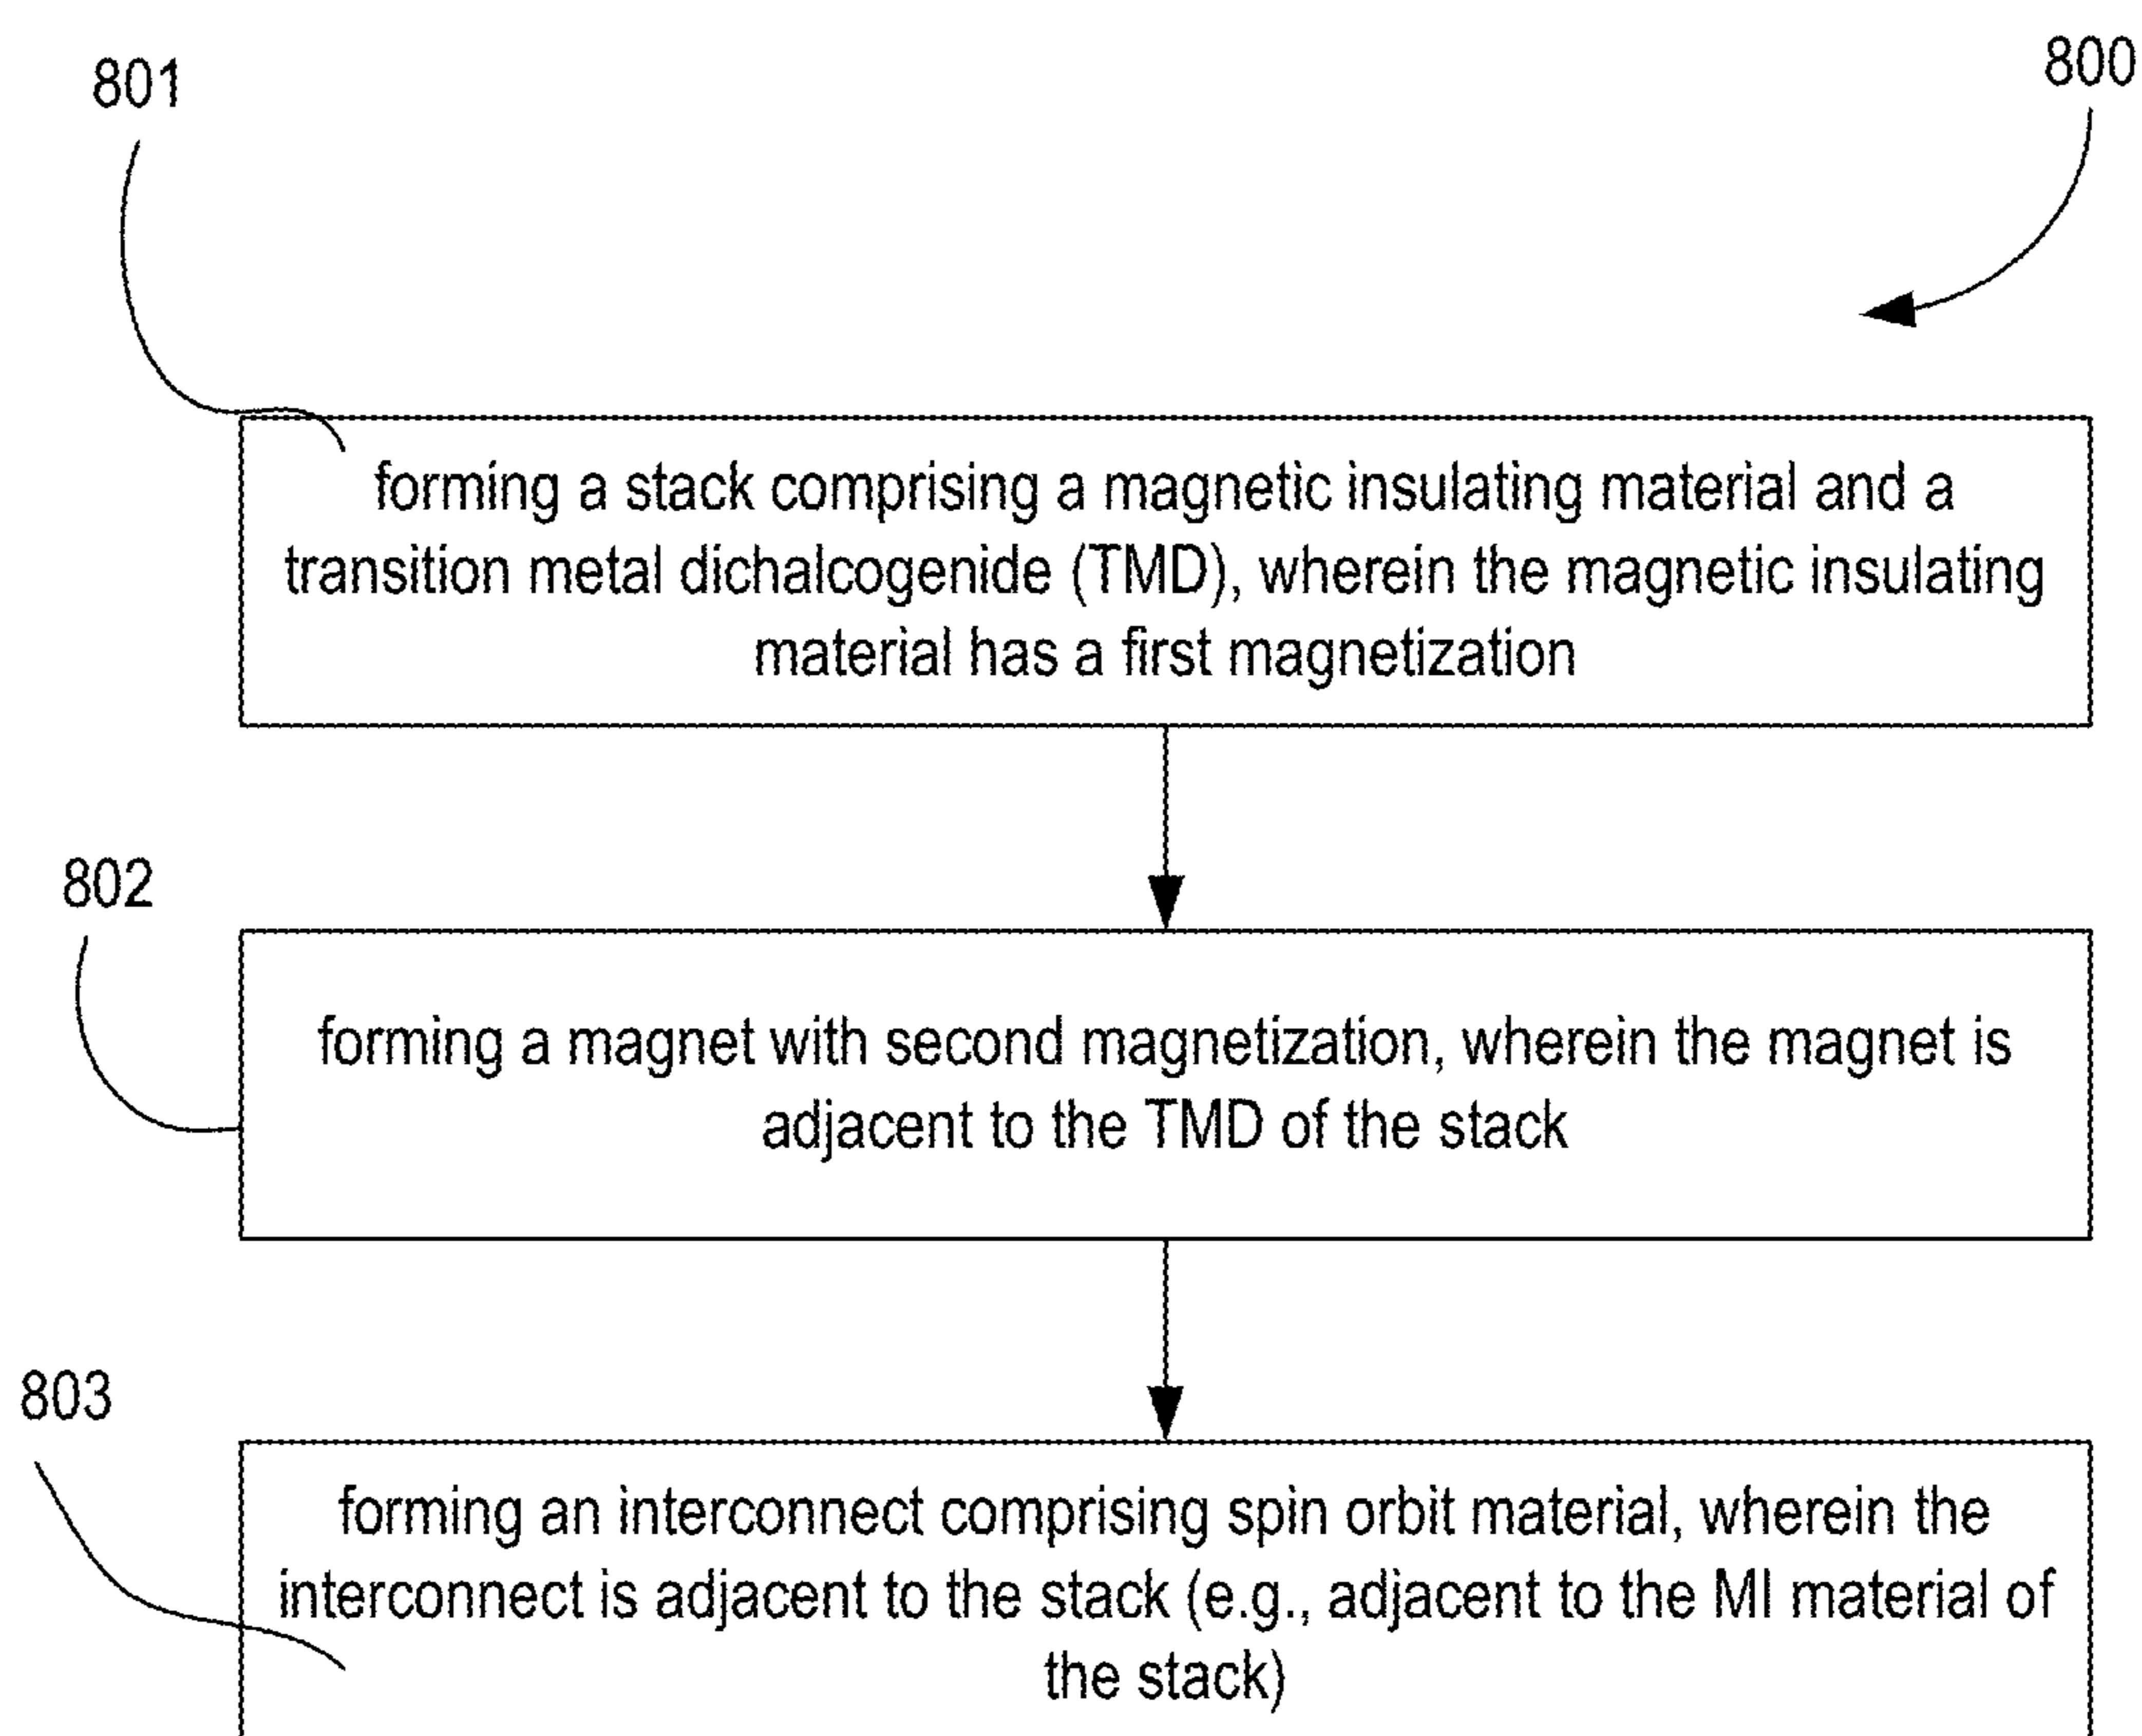 801
800
forming a stack comprising a magnetic insulating material and a
transition metal dichalcogenide (TMD), wherein the magnetic insulating
material has a first magnetization
802
forming a magnet with second magnetization, wherein the magnet is
adjacent to the TMD of the stack
803
forming an interconnect comprising spin orbit material, wherein the
interconnect is adjacent to the stack (e.g., adjacent to the MI material of
the stack)